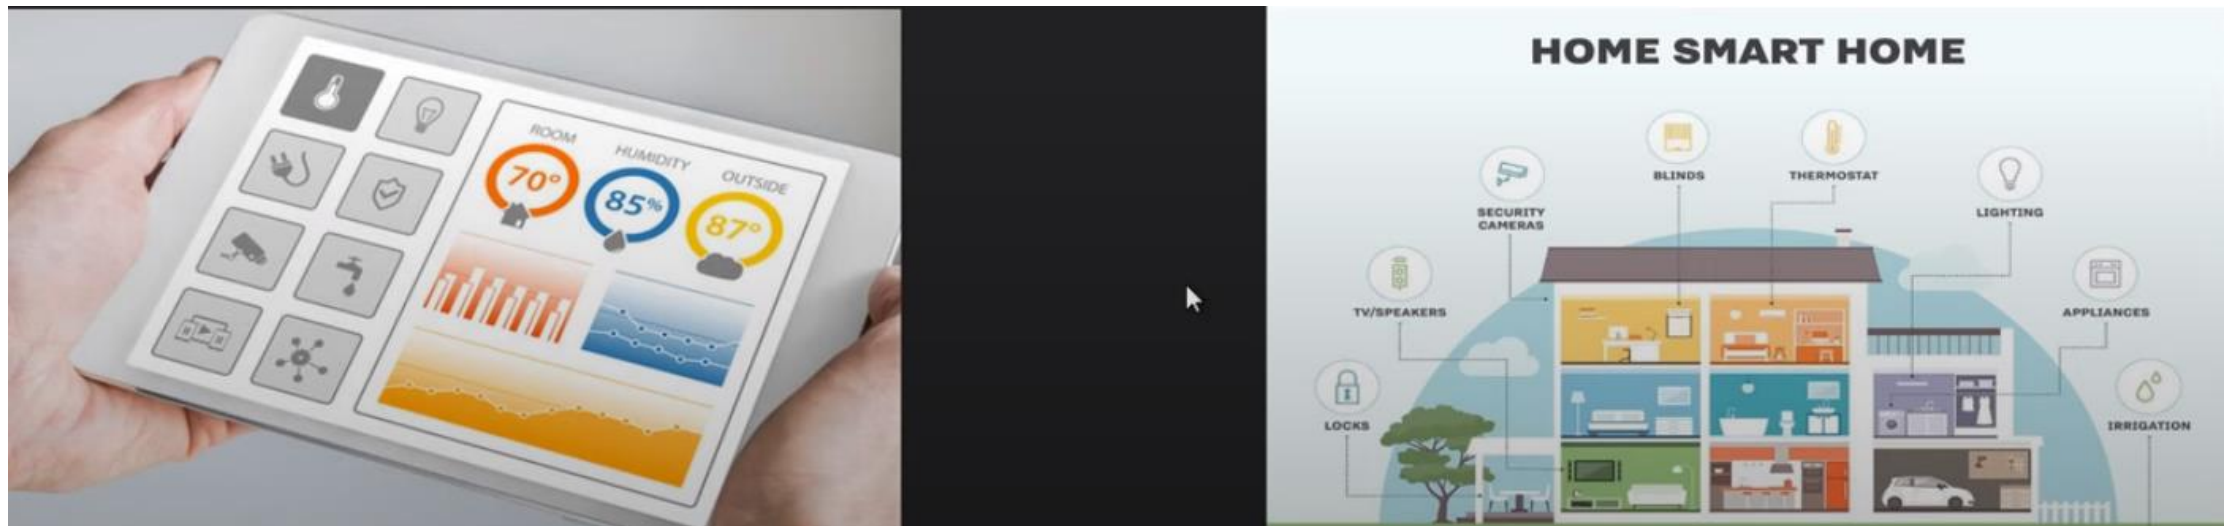 ROOM
HUMIDITY
OUTSIDE
70°
85%
87°
HOME SMART HOME
BLINDS
THERMOSTAT
SECURITY
CAMERAS
LIGHTING
TV/SPEAKERS
APPLIANCES
LOCKS
IRRIGATION